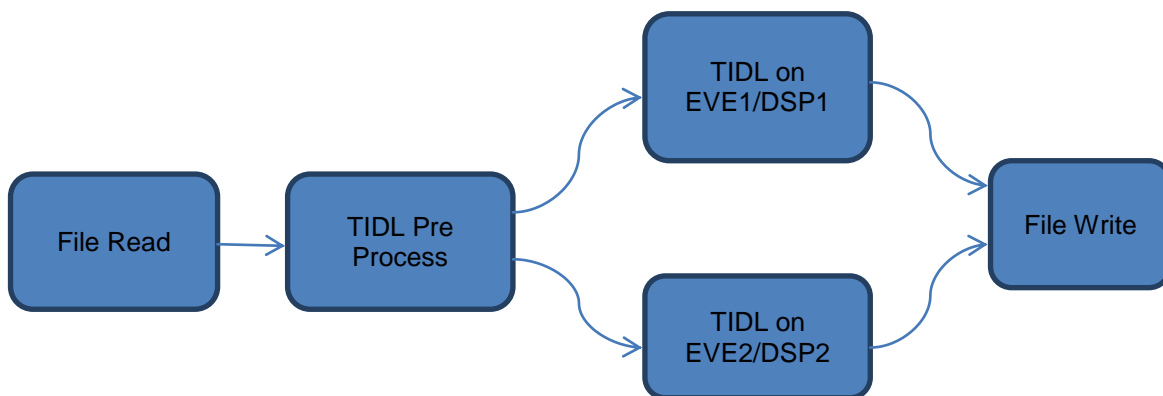 File Read
TIDL Pre
Process
TIDL on
EVE1/DSP1
TIDL on
EVE2/DSP2
File Write